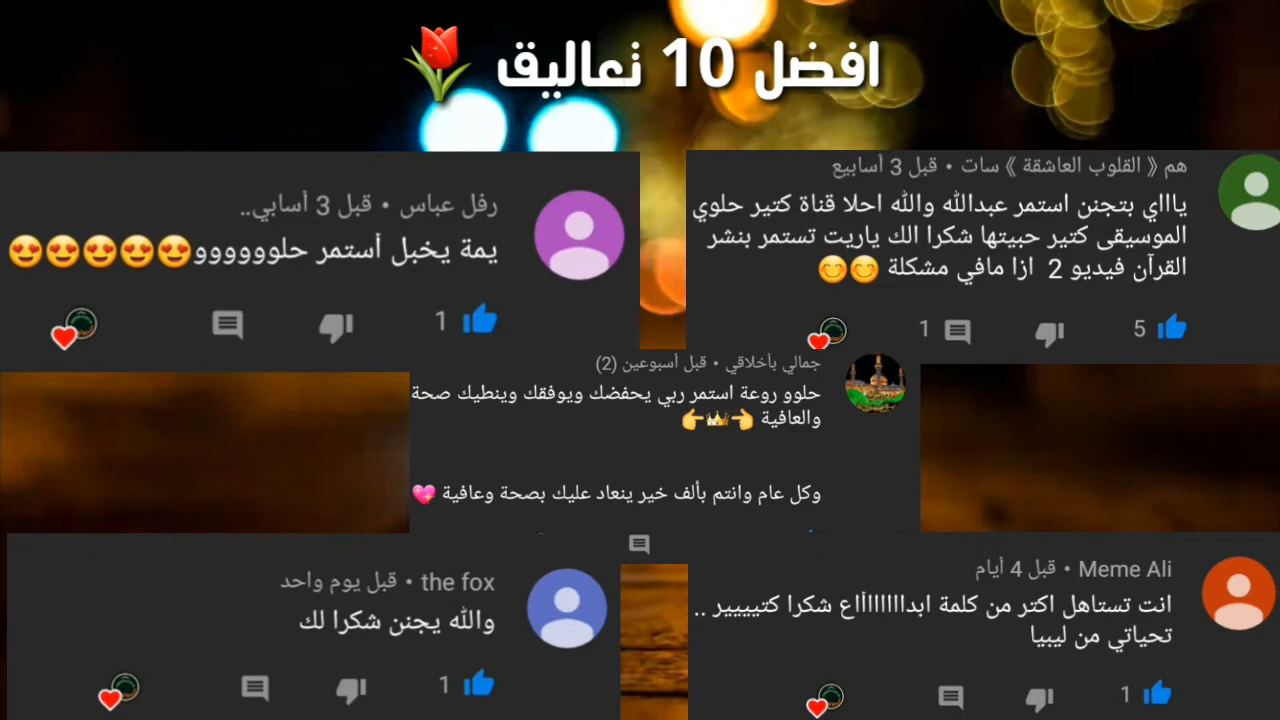 افضل 10 تعاليق 🌷
هم 《 القلوب العاشقة 》 سات • قبل 3 أسابيع
ياااي بتجنن استمر عبدالله والله احلا قناة كتير حلوي
الموسيقى كتير حبيتها شكرا الك ياريت تستمر بنشر
القرآن فيديو 2 ازا مافي مشكلة 😊😊
5
1
رفل عباس • قبل 3 أسابي..
يمة يخبل أستمر حلوووووو😍😍😍😍😍
1
جمالي بأخلاقي • قبل أسبوعين (2)
حلوو روعة استمر ربي يحفضك ويوفقك وينطيك صحة
والعافية 👈👑👉
وكل عام وانتم بألف خير ينعاد عليك بصحة وعافية 💖
Meme Ali • قبل 4 أيام
انت تستاهل اكتر من كلمة ابداااااااأاع شكرا كتيييير ..
تحياتي من ليبيا
1
the fox • قبل يوم واحد
والله يجنن شكرا لك
1